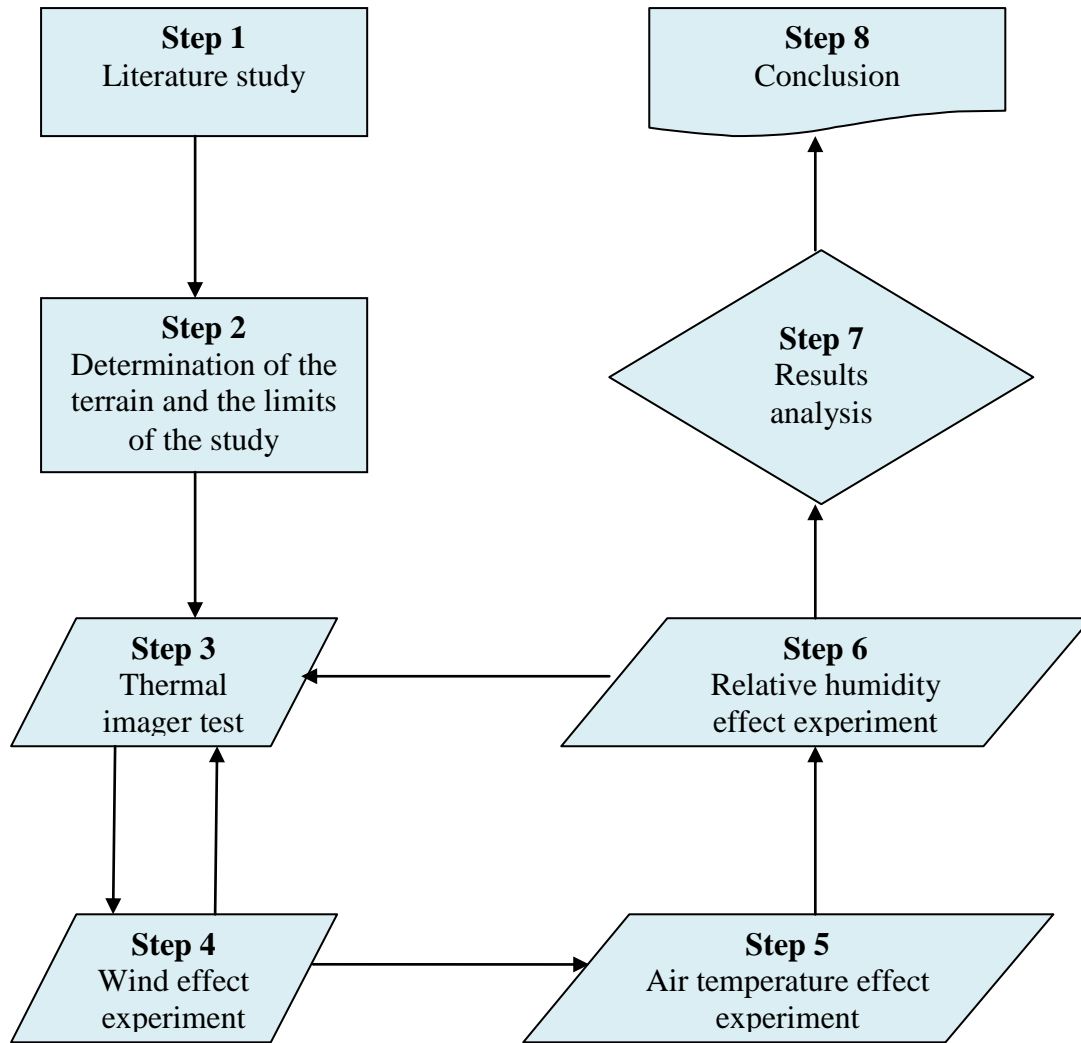 Step 1
Literature study
Step 2
Determination of the
terrain and the limits
of the study
Step 3
Thermal
imager test
Step 4
Wind effect
experiment
Step 5
Air temperature effect
experiment
Step 6
Relative humidity
effect experiment
Step 7
Results
analysis
Step 8
Conclusion